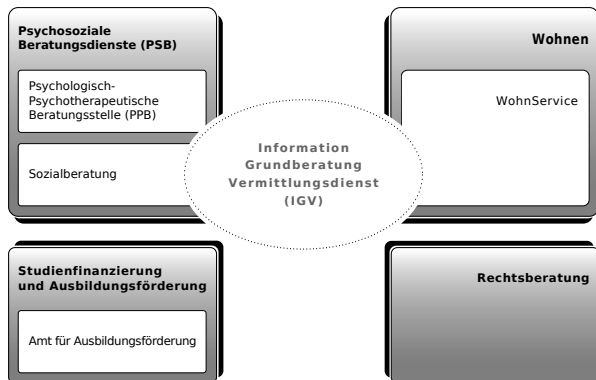 Psychosoziale
Beratungsdienste (PSB)
Psychologisch-
Psychotherapeutische
Beratungsstelle (PPB)
Sozialberatung
Wohnen
WohnService
Information
Grundberatung
Vermittlungsdienst
(IGV)
Studienfinanzierung
und Ausbildungsförderung
Amt für Ausbildungsförderung
Rechtsberatung